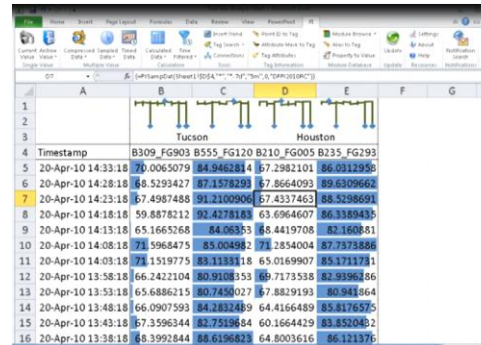 File Home Insert Page Layout Formulas Data Review View PowerPivot PI
Current Value Archive Value Compressed Data Sampled Data Timed Data Calculated Data Time Filtered
Insert Trend Tag Search Connections Point ID to Tag Attribute Mask to Tag Tag Attributes Module Browse Alias to Tag Property to Value Update Settings About Help Notification Search
Single Value Multiple Value Calculation Tag Information Module Database Update Resources Notifications
D7
A B C D E F G
1
2
3 Tucson Houston
4 Timestamp B309_FG903 B555_FG120 B210_FG005 B235_FG293
5 20-Apr-10 14:33:18 70.0065079 84.9462814 67.2982101 86.0312958
6 20-Apr-10 14:28:18 68.5293427 87.1578293 67.8664093 89.6309662
7 20-Apr-10 14:23:18 67.4987488 91.2100906 67.4337463 88.5298691
8 20-Apr-10 14:18:18 59.8878212 92.4278183 63.6964607 86.3389435
9 20-Apr-10 14:13:18 65.1665268 84.06353 68.4419708 82.160881
10 20-Apr-10 14:08:18 71.5968475 85.004982 71.2854004 87.7373886
11 20-Apr-10 14:03:18 71.1519775 83.1133118 65.0169907 85.1711731
12 20-Apr-10 13:58:18 66.2422104 80.9108353 69.7173538 82.9396286
13 20-Apr-10 13:53:18 65.6886215 80.7450027 67.8829193 80.941864
14 20-Apr-10 13:48:18 66.0907593 84.2832489 64.4166489 85.8176575
15 20-Apr-10 13:43:18 67.3596344 82.7519684 60.1664429 83.8520432
16 20-Apr-10 13:38:18 68.3992844 88.6196823 64.8003616 86.121376